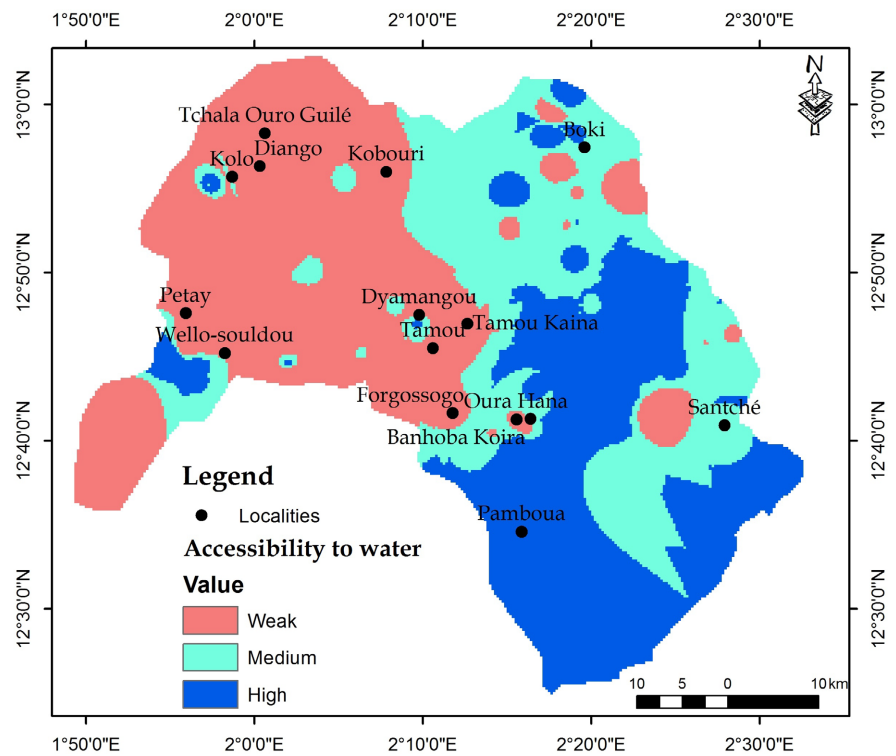 1°50'0"E 2°0'0"E 2°10'0"E 2°20'0"E 2°30'0"E
N
13°0'0"N 13°0'0"N
Tchala Ouro Guilé
Boki
Kolo Diango Kobouri
12°50'0"N 12°50'0"N
Petay Dyamangou
Tamou Kaina
Wello-souldou Tamou
Forgossogo Oura Hana
Santché
12°40'0"N 12°40'0"N
Banhoba Koira
Legend
Pamboua
Localities
Accessibility to water
Value
12°30'0"N 12°30'0"N
Weak
Medium
High
10 5 0 10 km
1°50'0"E 2°0'0"E 2°10'0"E 2°20'0"E 2°30'0"E